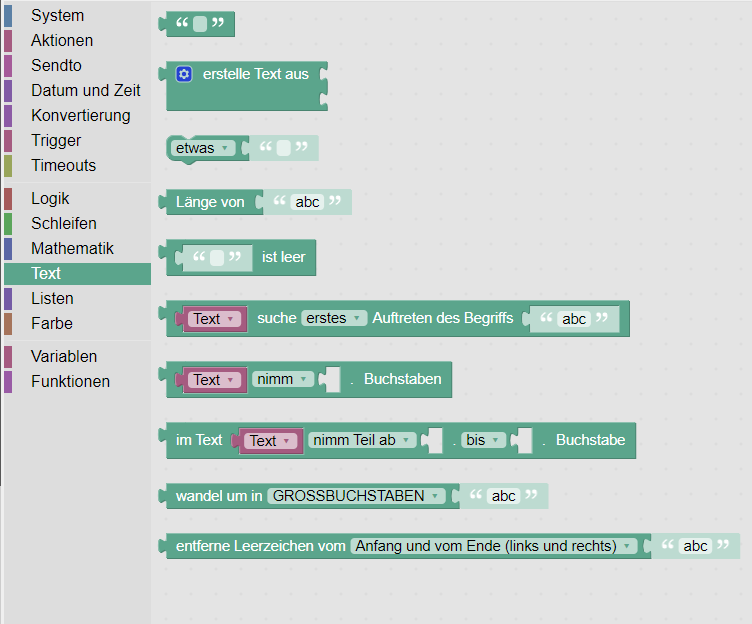 System
Aktionen
Sendto
Datum und Zeit
Konvertierung
Trigger
Timeouts
Logik
Schleifen
Mathematik
Text
Listen
Farbe
Variablen
Funktionen
“ ”
erstelle Text aus
etwas “ ”
Länge von “ abc ”
“ ” ist leer
Text suche erstes Auftreten des Begriffs “ abc ”
Text nimm . Buchstaben
im Text Text nimm Teil ab . bis . Buchstabe
wandel um in GROSSBUCHSTABEN “ abc ”
entferne Leerzeichen vom Anfang und vom Ende (links und rechts) “ abc ”